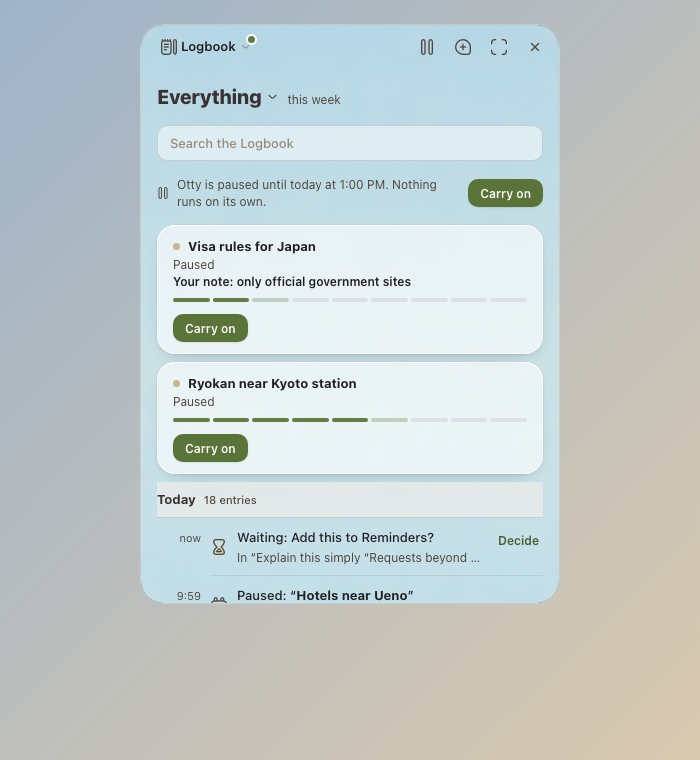 Logbook
Everything this week
Search the Logbook
Otty is paused until today at 1:00 PM. Nothing
runs on its own.
Carry on
Visa rules for Japan
Paused
Your note: only official government sites
Carry on
Ryokan near Kyoto station
Paused
Carry on
Today 18 entries
now Waiting: Add this to Reminders? Decide
In “Explain this simply “Requests beyond ...
9:59 Paused: “Hotels near Ueno”